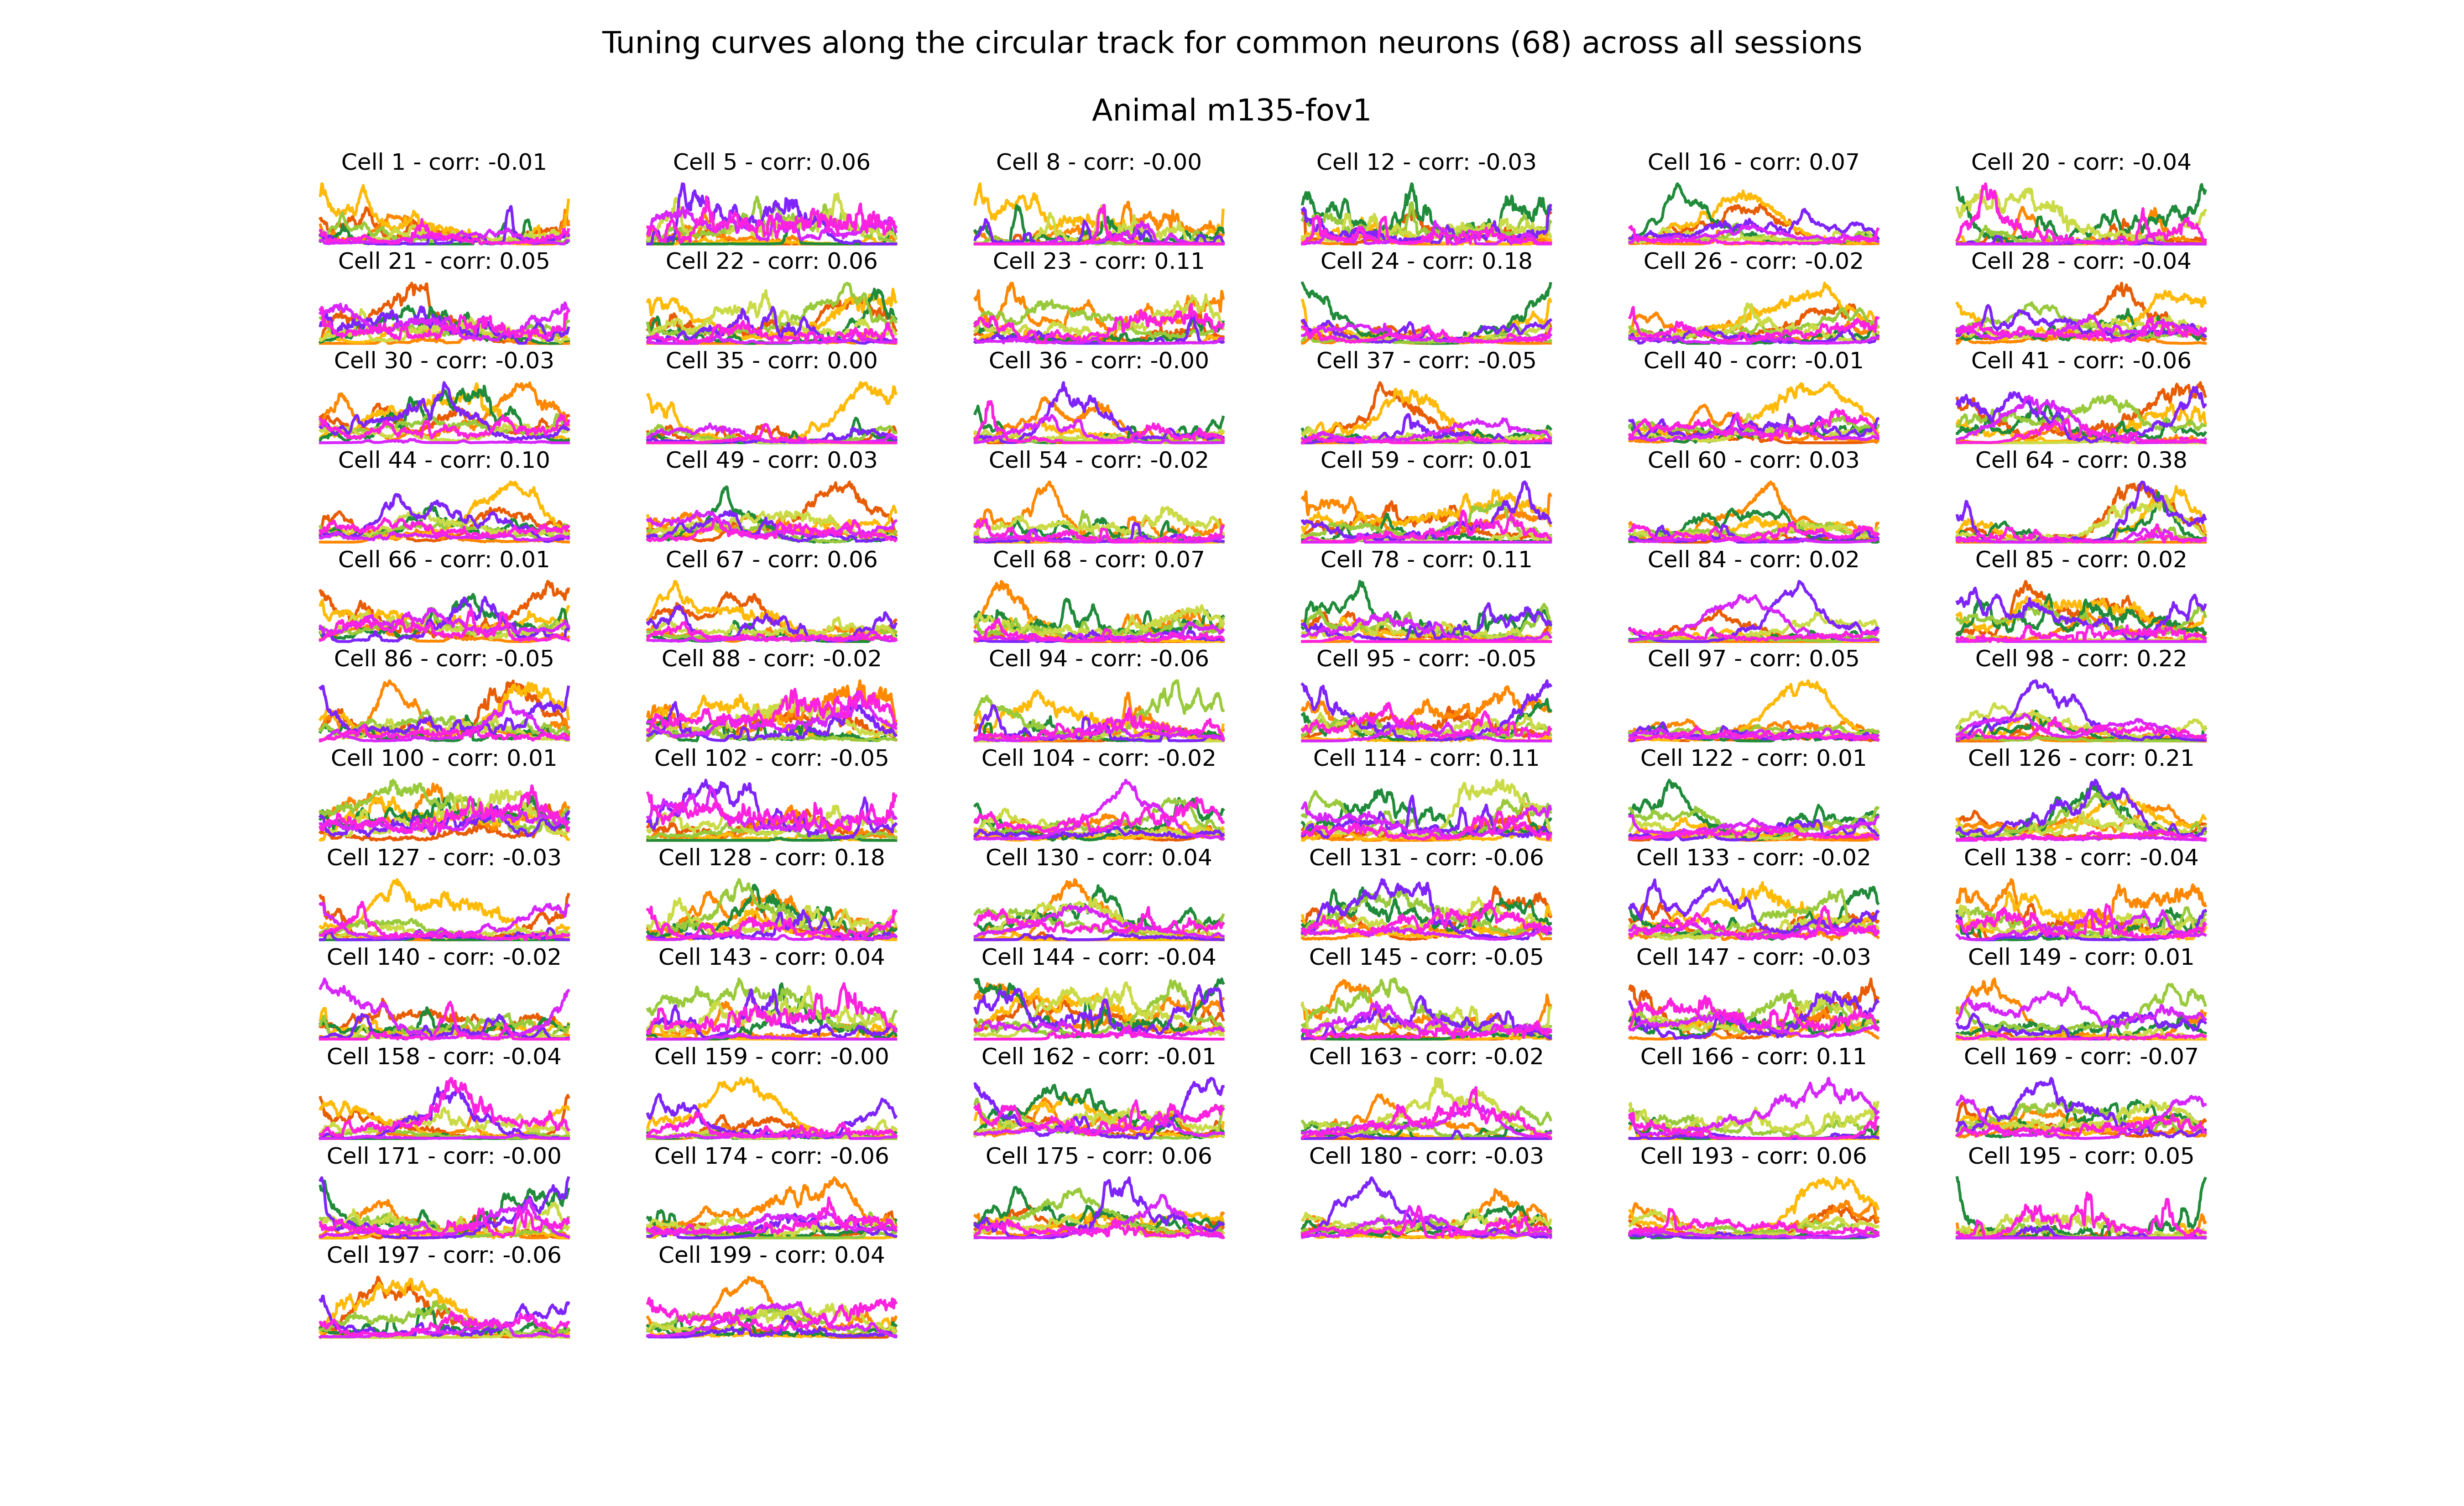 Tuning curves along the circular track for common neurons (68) across all sessions
Animal m135-fov1
Cell 1 - corr: -0.01
Cell 5 - corr: 0.06
Cell 8 - corr: -0.00
Cell 12 - corr: -0.03
Cell 16 - corr: 0.07
Cell 20 - corr: -0.04
Cell 21 - corr: 0.05
Cell 22 - corr: 0.06
Cell 23 - corr: 0.11
Cell 24 - corr: 0.18
Cell 26 - corr: -0.02
Cell 28 - corr: -0.04
Cell 30 - corr: -0.03
Cell 35 - corr: 0.00
Cell 36 - corr: -0.00
Cell 37 - corr: -0.05
Cell 40 - corr: -0.01
Cell 41 - corr: -0.06
Cell 44 - corr: 0.10
Cell 49 - corr: 0.03
Cell 54 - corr: -0.02
Cell 59 - corr: 0.01
Cell 60 - corr: 0.03
Cell 64 - corr: 0.38
Cell 66 - corr: 0.01
Cell 67 - corr: 0.06
Cell 68 - corr: 0.07
Cell 78 - corr: 0.11
Cell 84 - corr: 0.02
Cell 85 - corr: 0.02
Cell 86 - corr: -0.05
Cell 88 - corr: -0.02
Cell 94 - corr: -0.06
Cell 95 - corr: -0.05
Cell 97 - corr: 0.05
Cell 98 - corr: 0.22
Cell 100 - corr: 0.01
Cell 102 - corr: -0.05
Cell 104 - corr: -0.02
Cell 114 - corr: 0.11
Cell 122 - corr: 0.01
Cell 126 - corr: 0.21
Cell 127 - corr: -0.03
Cell 128 - corr: 0.18
Cell 130 - corr: 0.04
Cell 131 - corr: -0.06
Cell 133 - corr: -0.02
Cell 138 - corr: -0.04
Cell 140 - corr: -0.02
Cell 143 - corr: 0.04
Cell 144 - corr: -0.04
Cell 145 - corr: -0.05
Cell 147 - corr: -0.03
Cell 149 - corr: 0.01
Cell 158 - corr: -0.04
Cell 159 - corr: -0.00
Cell 162 - corr: -0.01
Cell 163 - corr: -0.02
Cell 166 - corr: 0.11
Cell 169 - corr: -0.07
Cell 171 - corr: -0.00
Cell 174 - corr: -0.06
Cell 175 - corr: 0.06
Cell 180 - corr: -0.03
Cell 193 - corr: 0.06
Cell 195 - corr: 0.05
Cell 197 - corr: -0.06
Cell 199 - corr: 0.04